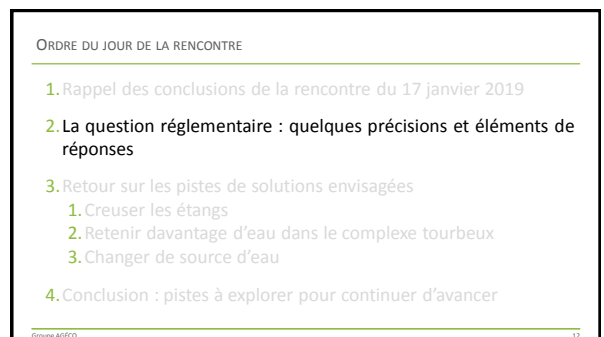 ORDRE DU JOUR DE LA RENCONTRE
1. Rappel des conclusions de la rencontre du 17 janvier 2019
2. La question réglementaire : quelques précisions et éléments de
réponses
3. Retour sur les pistes de solutions envisagées
1. Creuser les étangs
2. Retenir davantage d'eau dans le complexe tourbeux
3. Changer de source d'eau
4. Conclusion : pistes à explorer pour continuer d'avancer
Groupe AGÉCO
12